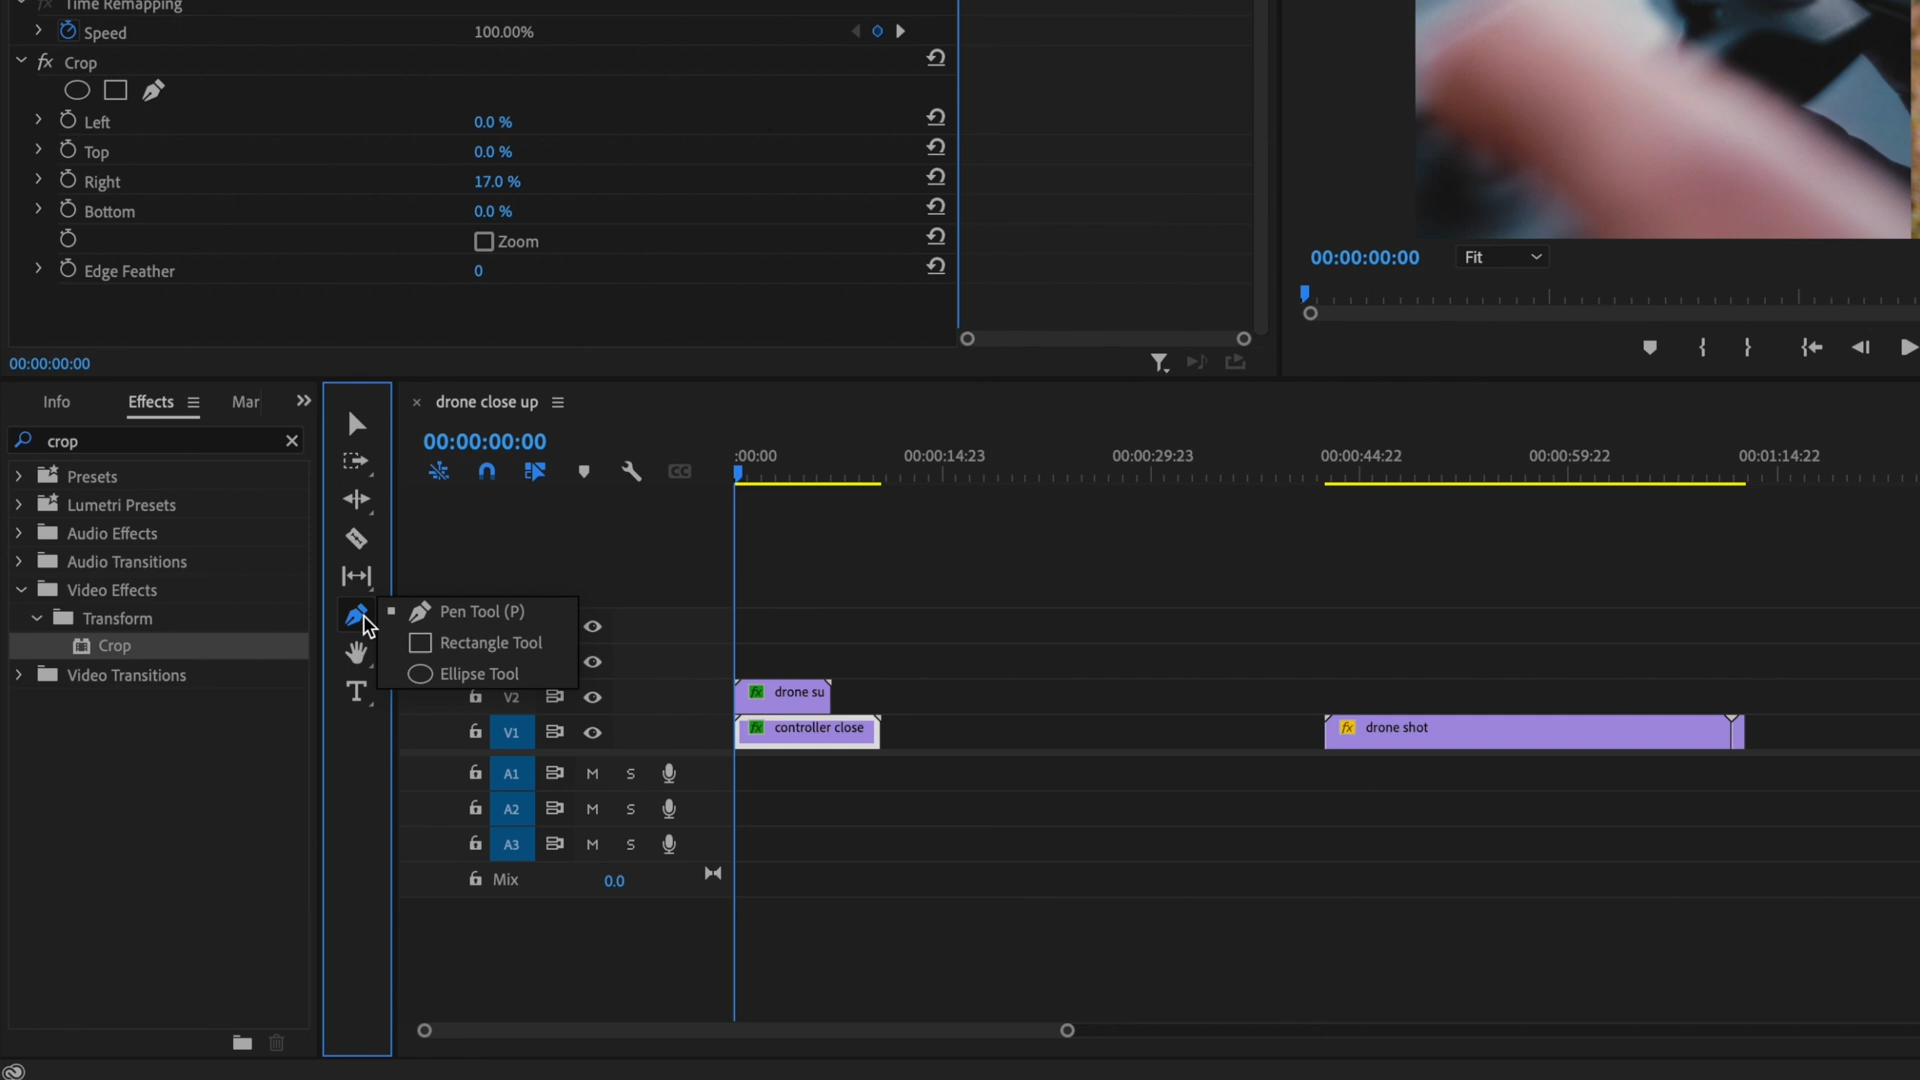 Time Remapping
Speed 100.00%
fx Crop
Left 0.0 %
Top 0.0 %
Right 17.0 %
Bottom 0.0 %
Zoom
Edge Feather 0
00:00:00:00
00:00:00:00 Fit
Info Effects Mar
crop
Presets
Lumetri Presets
Audio Effects
Audio Transitions
Video Effects
Transform
Crop
Video Transitions
Pen Tool (P)
Rectangle Tool
Ellipse Tool
drone close up
00:00:00:00
CC
:00:00 00:00:14:23 00:00:29:23 00:00:44:22 00:00:59:22 00:01:14:22
V2 fx drone su
V1 fx controller close fx drone shot
A1 M S
A2 M S
A3 M S
Mix 0.0